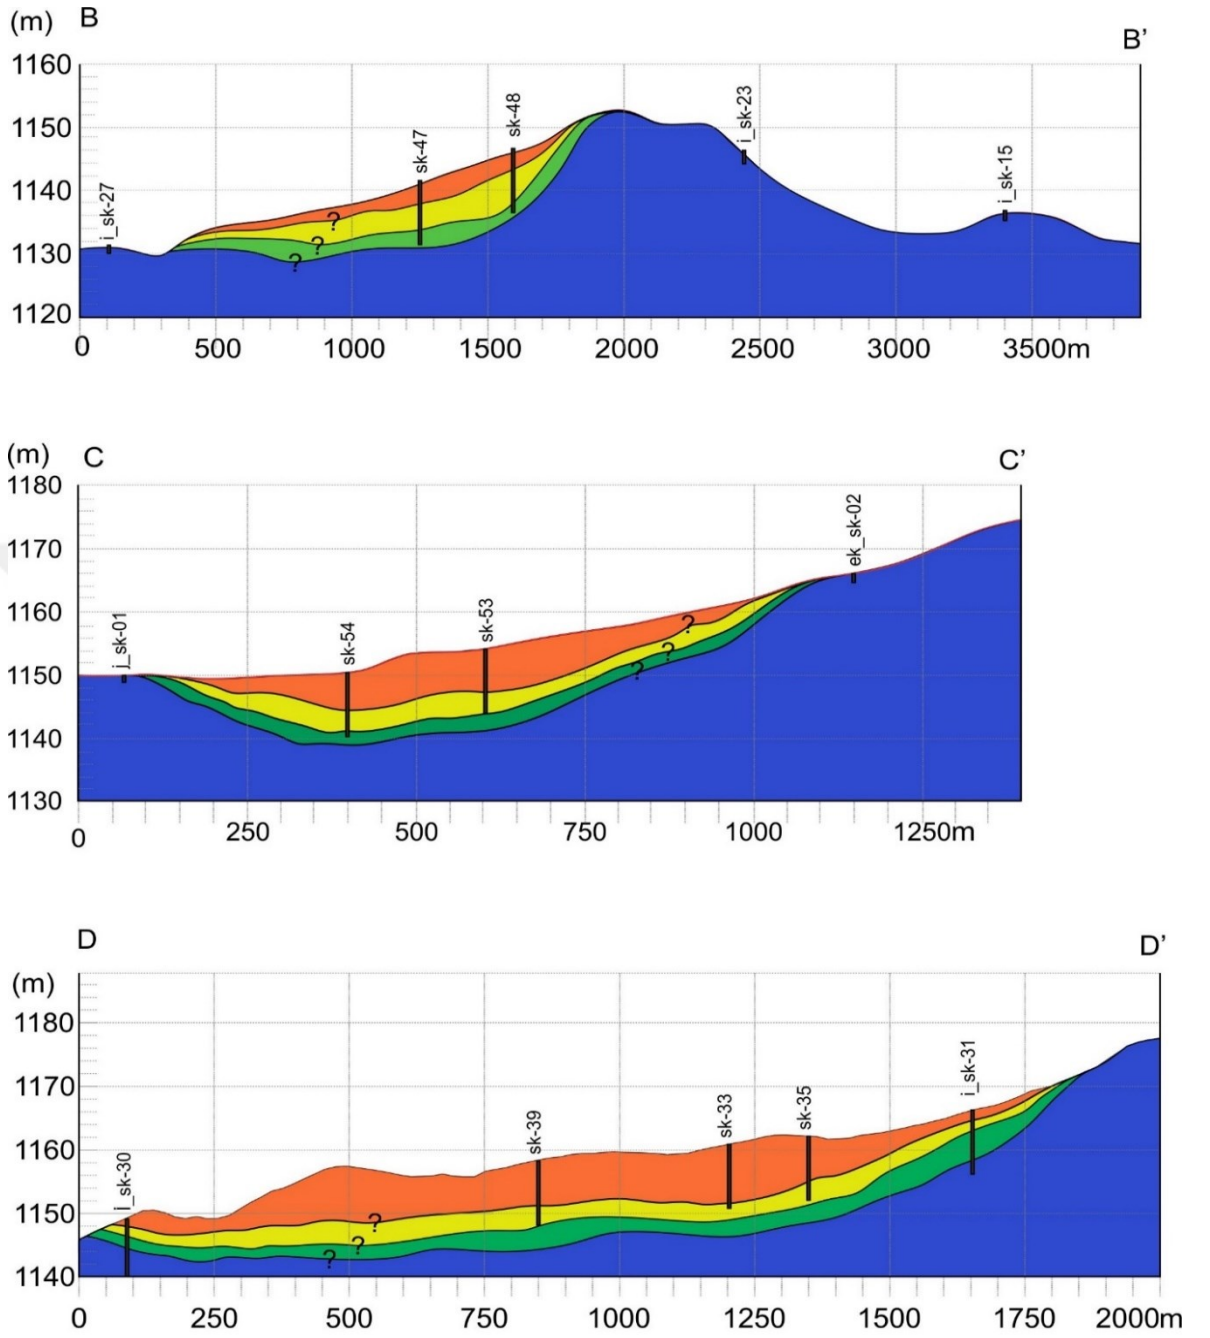 (m) B B’
1160
1150
1140
1130
1120
i_sk-27 sk-47 sk-48 i_sk-23 i_sk-15
? ? ?
0 500 1000 1500 2000 2500 3000 3500m
(m) C C’
1180
1170
1160
1150
1140
1130
j_sk-01 sk-54 sk-53 ek_sk-02
? ? ?
0 250 500 750 1000 1250m
D D’
(m)
1180
1170
1160
1150
1140
i_sk-30 sk-39 sk-33 sk-35 i_sk-31
? ? ?
0 250 500 750 1000 1250 1500 1750 2000m